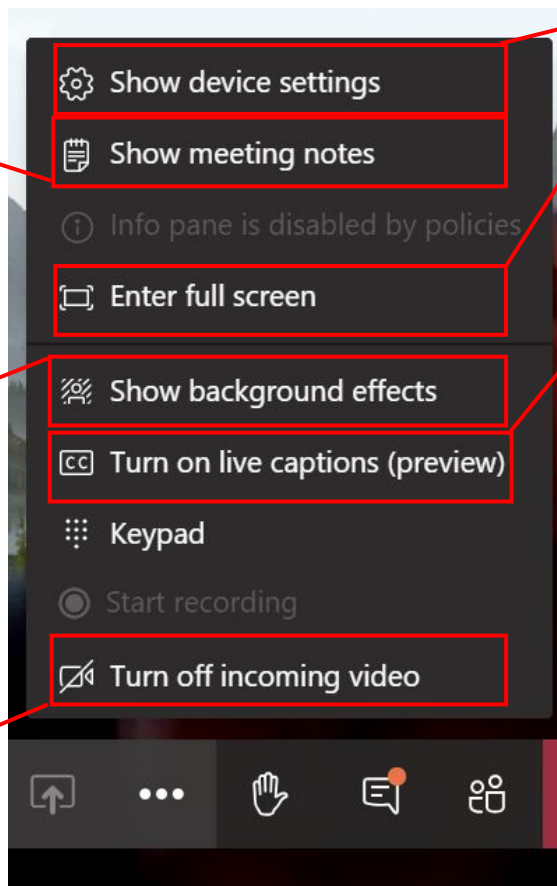 Show device settings
Show meeting notes
Info pane is disabled by policies
Enter full screen
Show background effects
CC Turn on live captions (preview)
Keypad
Start recording
Turn off incoming video